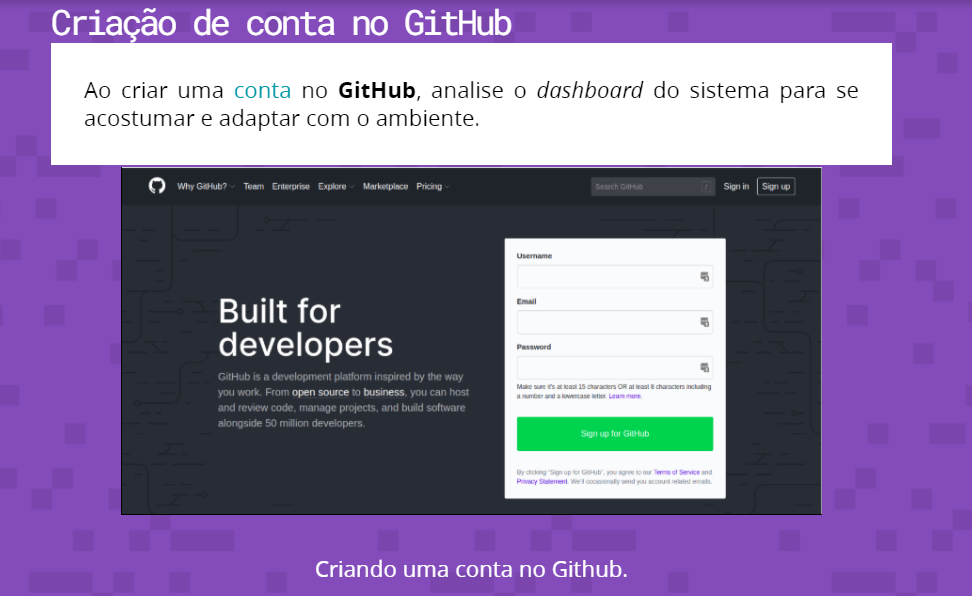 Criação de conta no GitHub
Ao criar uma conta no GitHub, analise o dashboard do sistema para se
acostumar e adaptar com o ambiente.
Why GitHub? Team Enterprise Explore Marketplace Pricing Search GitHub / Sign in Sign up
Built for
developers
GitHub is a development platform inspired by the way
you work. From open source to business, you can host
and review code, manage projects, and build software
alongside 50 million developers.
Username
Email
Password
Make sure it's at least 15 characters OR at least 8 characters including
a number and a lowercase letter. Learn more.
Sign up for GitHub
By clicking "Sign up for GitHub", you agree to our Terms of Service and
Privacy Statement. We'll occasionally send you account related emails.
Criando uma conta no Github.